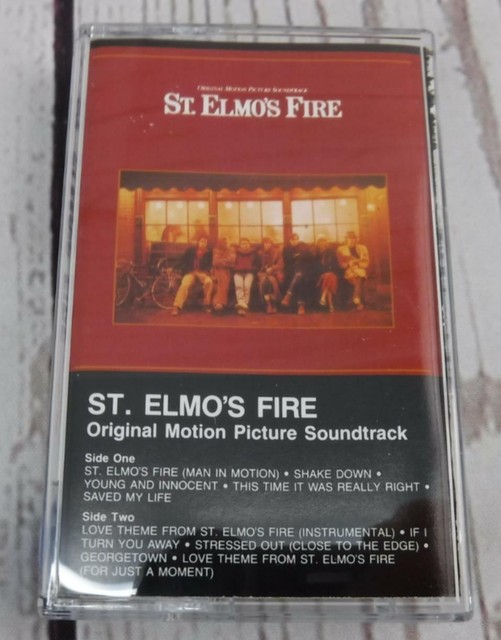 ORIGINAL MOTION PICTURE SOUNDTRACK
ST. ELMO'S FIRE
ST. ELMO'S FIRE
Original Motion Picture Soundtrack
Side One
ST. ELMO'S FIRE (MAN IN MOTION) • SHAKE DOWN •
YOUNG AND INNOCENT • THIS TIME IT WAS REALLY RIGHT •
SAVED MY LIFE
Side Two
LOVE THEME FROM ST. ELMO'S FIRE (INSTRUMENTAL) • IF I
TURN YOU AWAY • STRESSED OUT (CLOSE TO THE EDGE) •
GEORGETOWN • LOVE THEME FROM ST. ELMO'S FIRE
(FOR JUST A MOMENT)